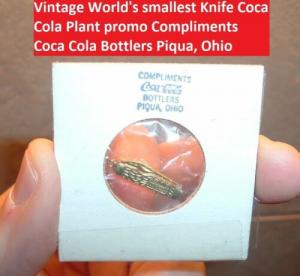 Vintage World's smallest Knife Coca
Cola Plant promo Compliments
Coca Cola Bottlers Piqua, Ohio
COMPLIMENTS
Coca-Cola
BOTTLERS
PIQUA, OHIO